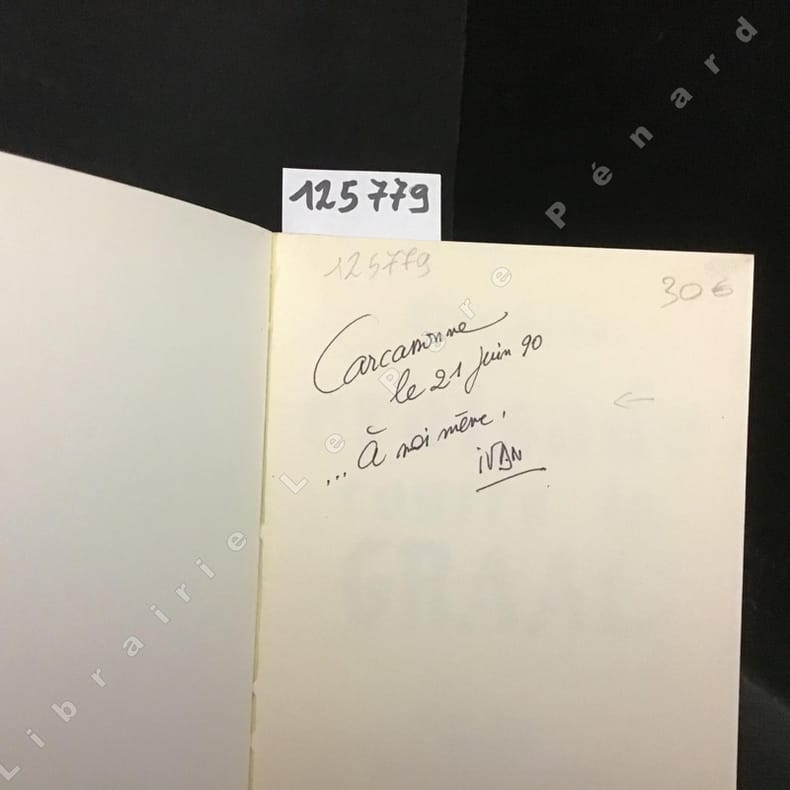 125779
125779
30€
Carcassonne
le 21 Juin 90
... À moi même,
IVAN
GRAAL
Librairie Le Père Pénard